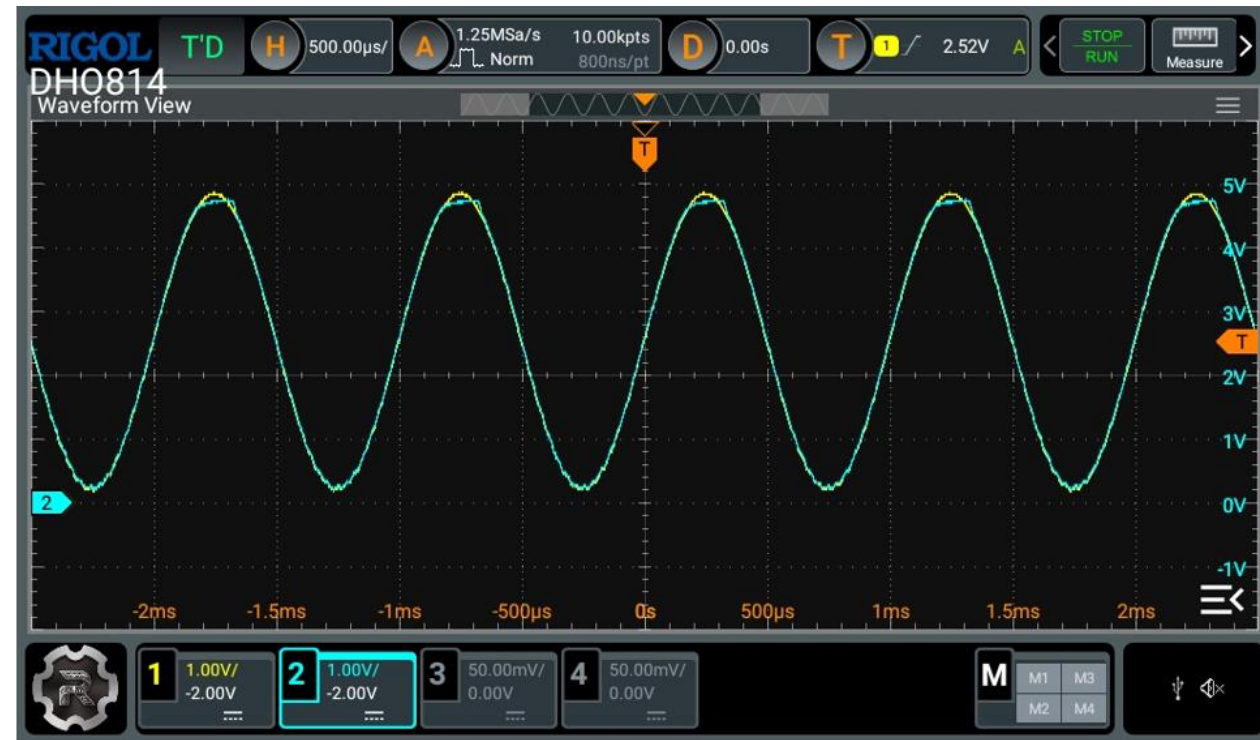 RIGOL T'D H 500.00µs/ A 1.25MSa/s 10.00kpts D 0.00s T 1 2.52V A < STOP >
Norm 800ns/pt RUN Measure
DHO814
Waveform View
T
5V
4V
3V
T
2V
1V
2 0V
-1V
-2ms -1.5ms -1ms -500µs 0s 500µs 1ms 1.5ms 2ms
1 1.00V/ 2 1.00V/ 3 50.00mV/ 4 50.00mV/ M M1 M3
-2.00V -2.00V 0.00V 0.00V M2 M4
R